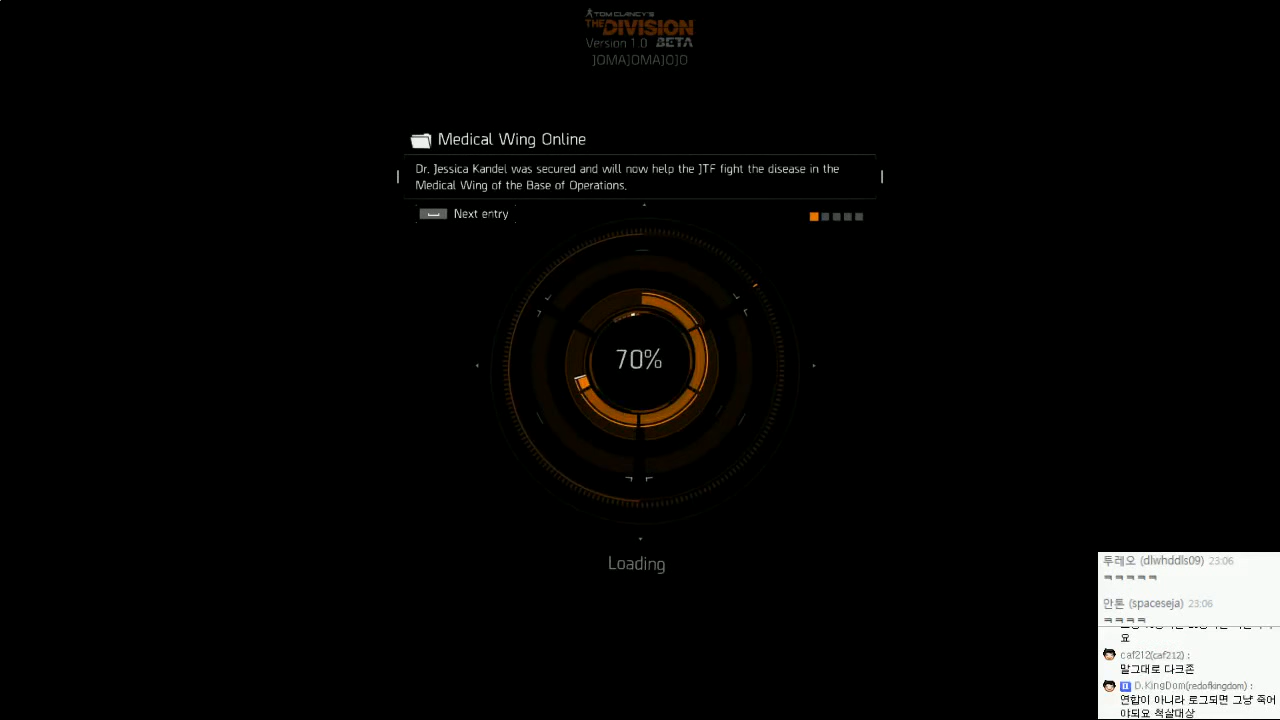 TOM CLANCY'S
THE DIVISION
Version 1.0 BETA
JOMAJOMAJOJO
Medical Wing Online
Dr. Jessica Kandel was secured and will now help the JTF fight the disease in the
Medical Wing of the Base of Operations.
Next entry
70%
Loading
투레오 (dlwhddls09) 23:06
ㅋㅋㅋㅋㅋ
안톤 (spaceseja) 23:06
ㅋㅋㅋㅋ
요
caf212(caf212) :
말그대로 다크존
D.KingDom(redofkingdom) :
연합이 아니라 로그되면 그냥 죽어
야되요 척살대상